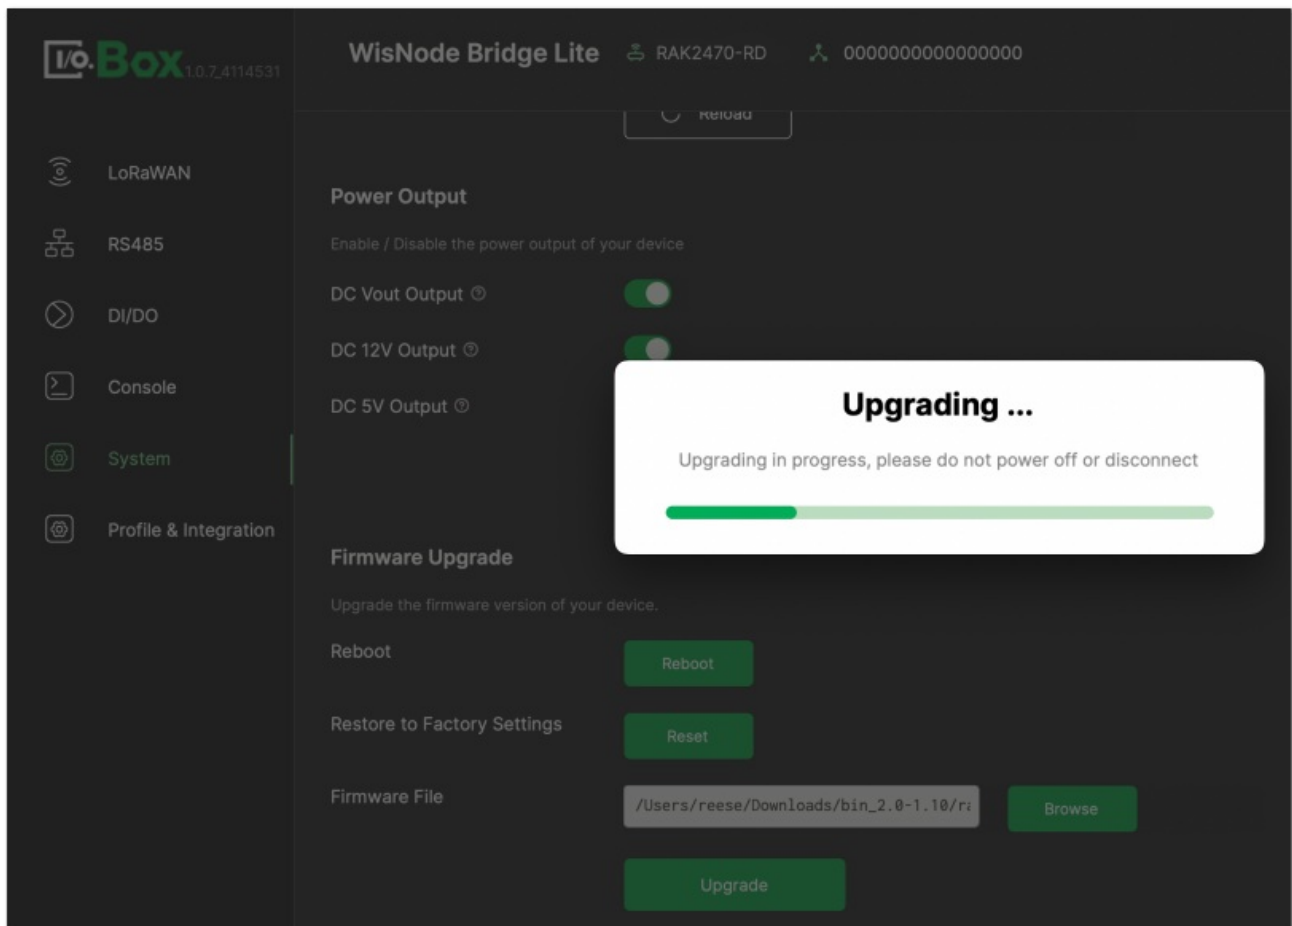 I/O.Box 1.0.7_4114531
WisNode Bridge Lite RAK2470-RD 0000000000000000
Reload
LoRaWAN
RS485
DI/DO
Console
System
Profile & Integration
Power Output
Enable / Disable the power output of your device
DC Vout Output
DC 12V Output
DC 5V Output
Upgrading ...
Upgrading in progress, please do not power off or disconnect
Firmware Upgrade
Upgrade the firmware version of your device.
Reboot Reboot
Restore to Factory Settings Reset
Firmware File /Users/reese/Downloads/bin_2.0-1.10/ra Browse
Upgrade